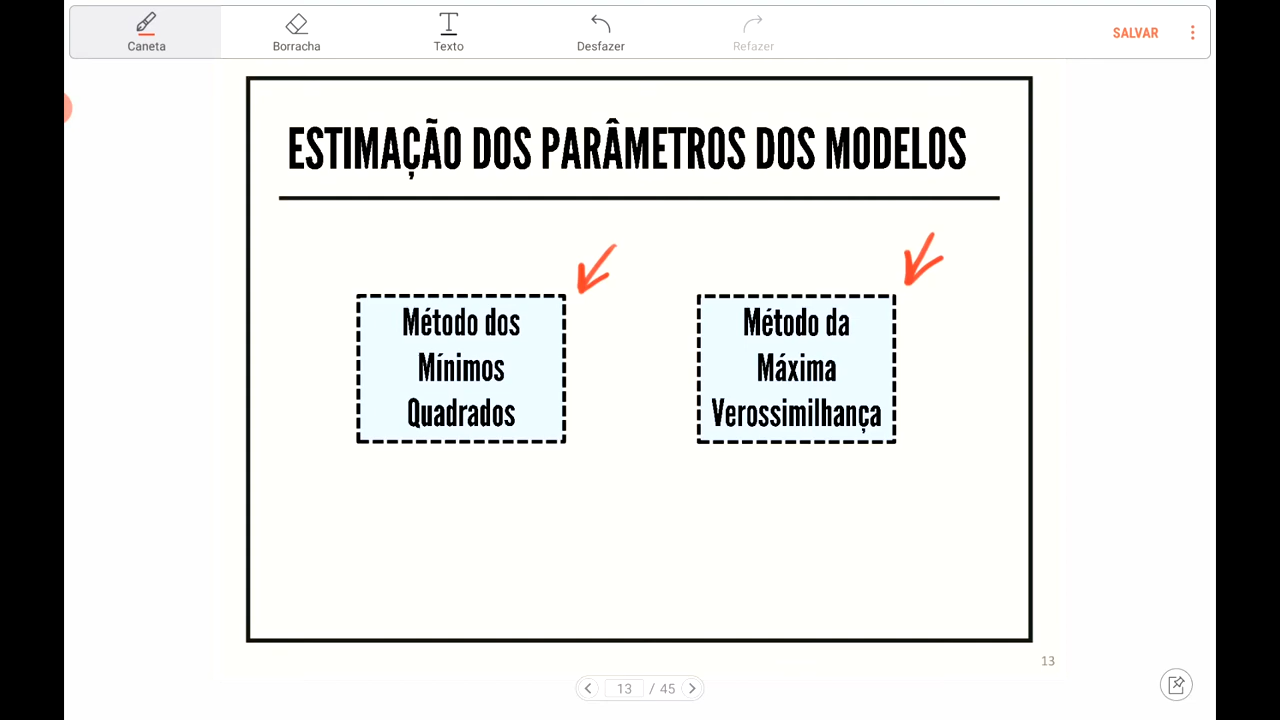 Caneta
Borracha
Texto
Desfazer
Refazer
SALVAR
ESTIMAÇÃO DOS PARÂMETROS DOS MODELOS
Método dos
Mínimos
Quadrados
Método da
Máxima
Verossimilhança
13
13 / 45